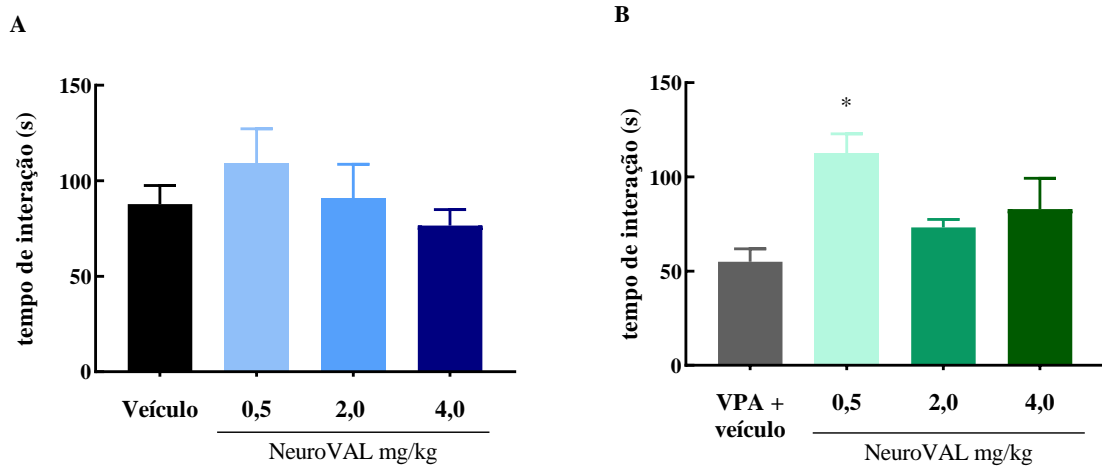 A
tempo de interação (s)
150
100
50
0
Veículo
0,5
2,0
4,0
NeuroVAL mg/kg
B
tempo de interação (s)
150
100
50
0
*
VPA +
veículo
0,5
2,0
4,0
NeuroVAL mg/kg